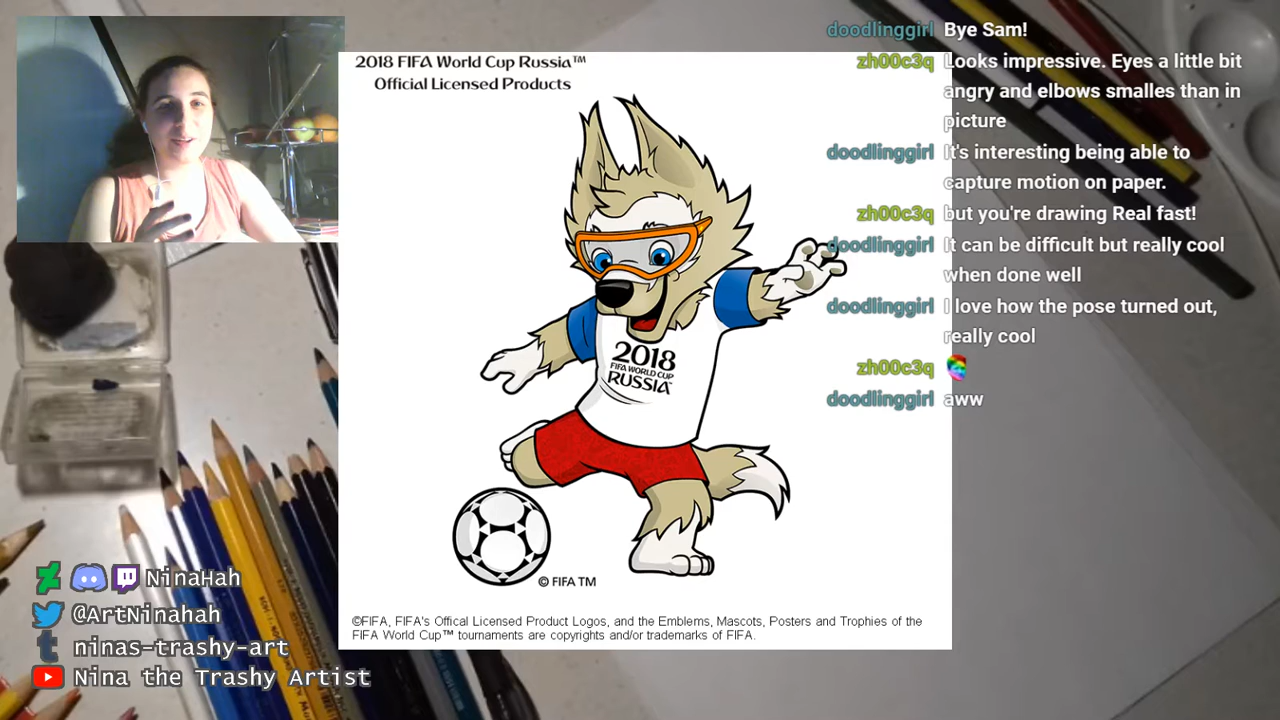 2018 FIFA World Cup Russia™
Official Licensed Products
2018
FIFA WORLD CUP
RUSSIA
© FIFA TM
©FIFA, FIFA's Offical Licensed Product Logos, and the Emblems, Mascots, Posters and Trophies of the
FIFA World Cup™ tournaments are copyrights and/or trademarks of FIFA.
doodlinggirl Bye Sam!
zh00c3q Looks impressive. Eyes a little bit
angry and elbows smalles than in
picture
doodlinggirl It's interesting being able to
capture motion on paper.
zh00c3q but you're drawing Real fast!
doodlinggirl It can be difficult but really cool
when done well
doodlinggirl I love how the pose turned out,
really cool
zh00c3q
doodlinggirl aww
NinaHah
@ArtNinahah
ninas-trashy-art
Nina the Trashy Artist